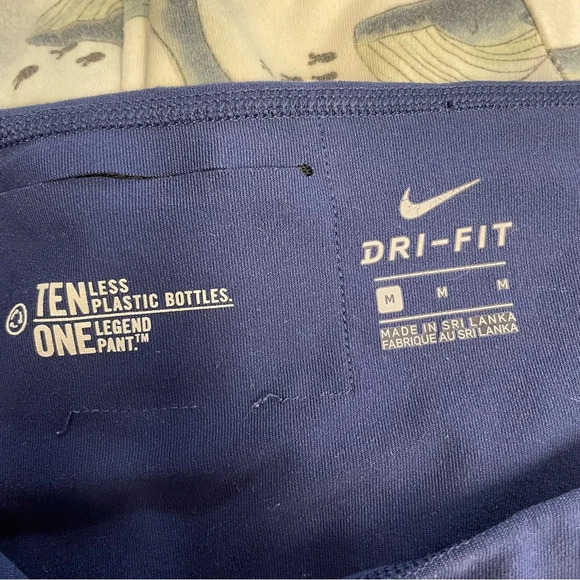 TEN LESS
PLASTIC BOTTLES.
ONE LEGEND
PANT.™
DRI-FIT
M M M
MADE IN SRI LANKA
FABRIQUE AU SRI LANKA